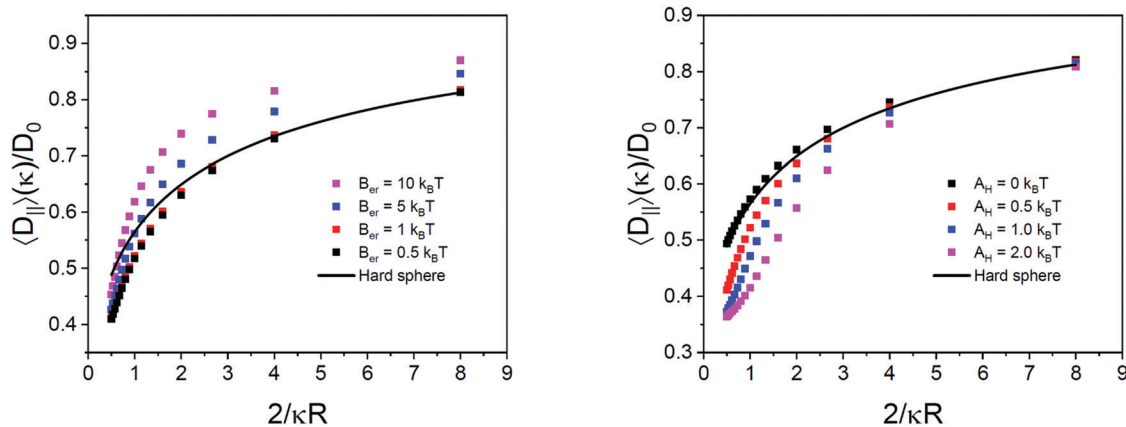 ⟨D||⟩(κ)/D0
0.9
0.8
0.7
0.6
0.5
0.4
Ber = 10 kBT
Ber = 5 kBT
Ber = 1 kBT
Ber = 0.5 kBT
Hard sphere
0 1 2 3 4 5 6 7 8 9
2/κR
⟨D||⟩(κ)/D0
0.9
0.8
0.7
0.6
0.5
0.4
0.3
AH = 0 kBT
AH = 0.5 kBT
AH = 1.0 kBT
AH = 2.0 kBT
Hard sphere
0 1 2 3 4 5 6 7 8 9
2/κR